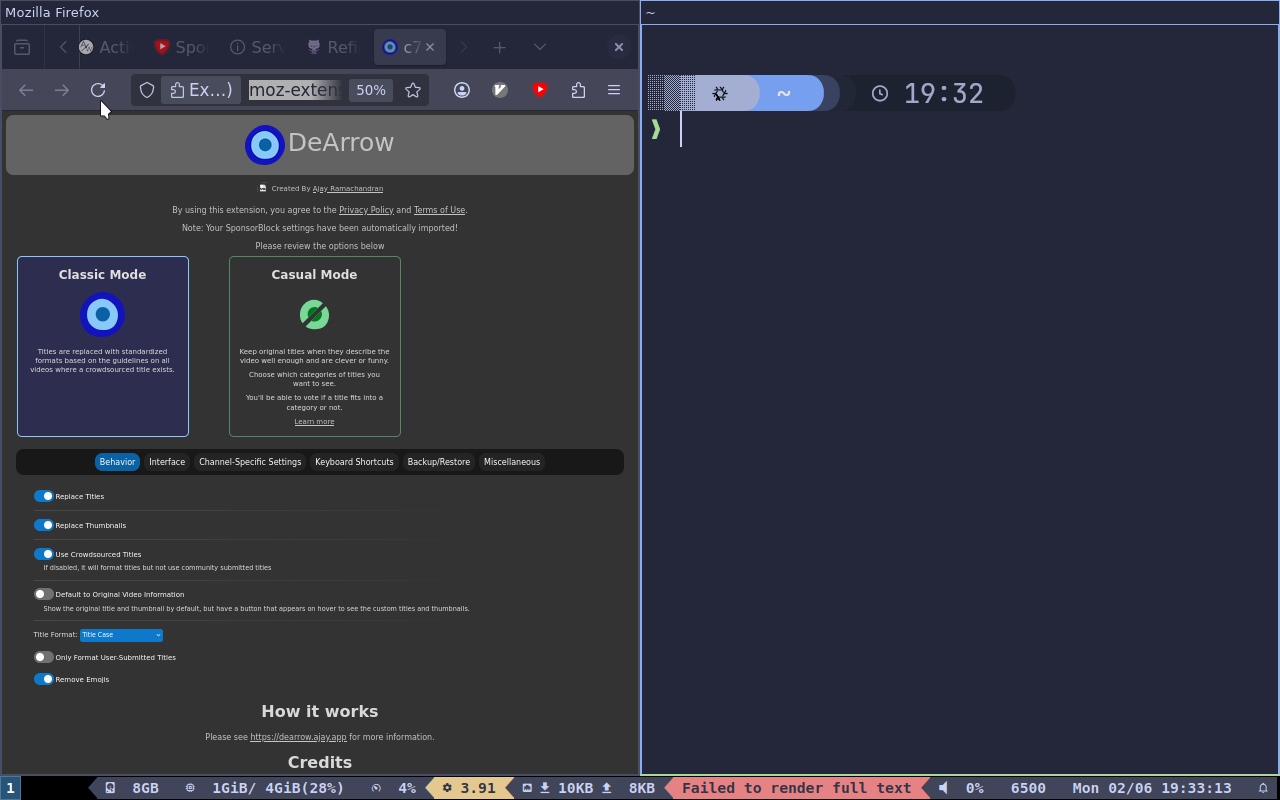 Mozilla Firefox
~
Acti
Spo
Serv
Refi
c7
Ex...)
moz-exten
50%
~
19:32
DeArrow
Created By Ajay Ramachandran
By using this extension, you agree to the Privacy Policy and Terms of Use.
Note: Your SponsorBlock settings have been automatically imported!
Please review the options below
Classic Mode
Titles are replaced with standardized
formats based on the guidelines on all
videos where a crowdsourced title exists.
Casual Mode
Keep original titles when they describe the
video well enough and are clever or funny.
Choose which categories of titles you
want to see.
You'll be able to vote if a title fits into a
category or not.
Learn more
Behavior Interface Channel-Specific Settings Keyboard Shortcuts Backup/Restore Miscellaneous
Replace Titles
Replace Thumbnails
Use Crowdsourced Titles
If disabled, it will format titles but not use community submitted titles
Default to Original Video Information
Show the original title and thumbnail by default, but have a button that appears on hover to see the custom titles and thumbnails.
Title Format: Title Case
Only Format User-Submitted Titles
Remove Emojis
How it works
Please see https://dearrow.ajay.app for more information.
Credits
1 8GB 1GiB/ 4GiB(28%) 4% 3.91 10KB 8KB Failed to render full text 0% 6500 Mon 02/06 19:33:13